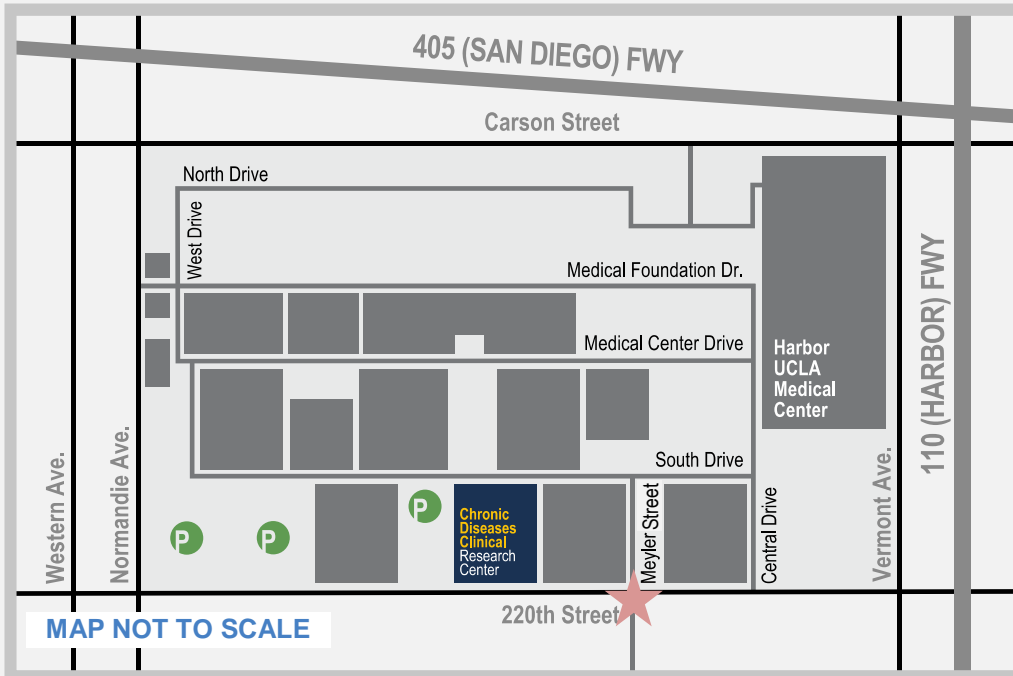 405 (SAN DIEGO) FWY
Carson Street
North Drive
West Drive
Medical Foundation Dr.
Medical Center Drive
Harbor
UCLA
Medical
Center
110 (HARBOR) FWY
South Drive
Western Ave.
Normandie Ave.
P
P
P
Chronic
Diseases
Clinical
Research
Center
Meyler Street
Central Drive
Vermont Ave.
220th Street
MAP NOT TO SCALE